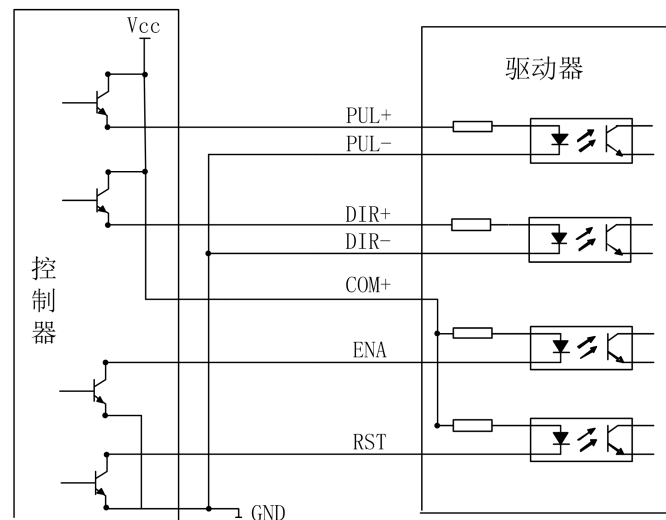 Vcc
驱动器
PUL+
PUL-
DIR+
DIR-
控制器
COM+
ENA
RST
GND